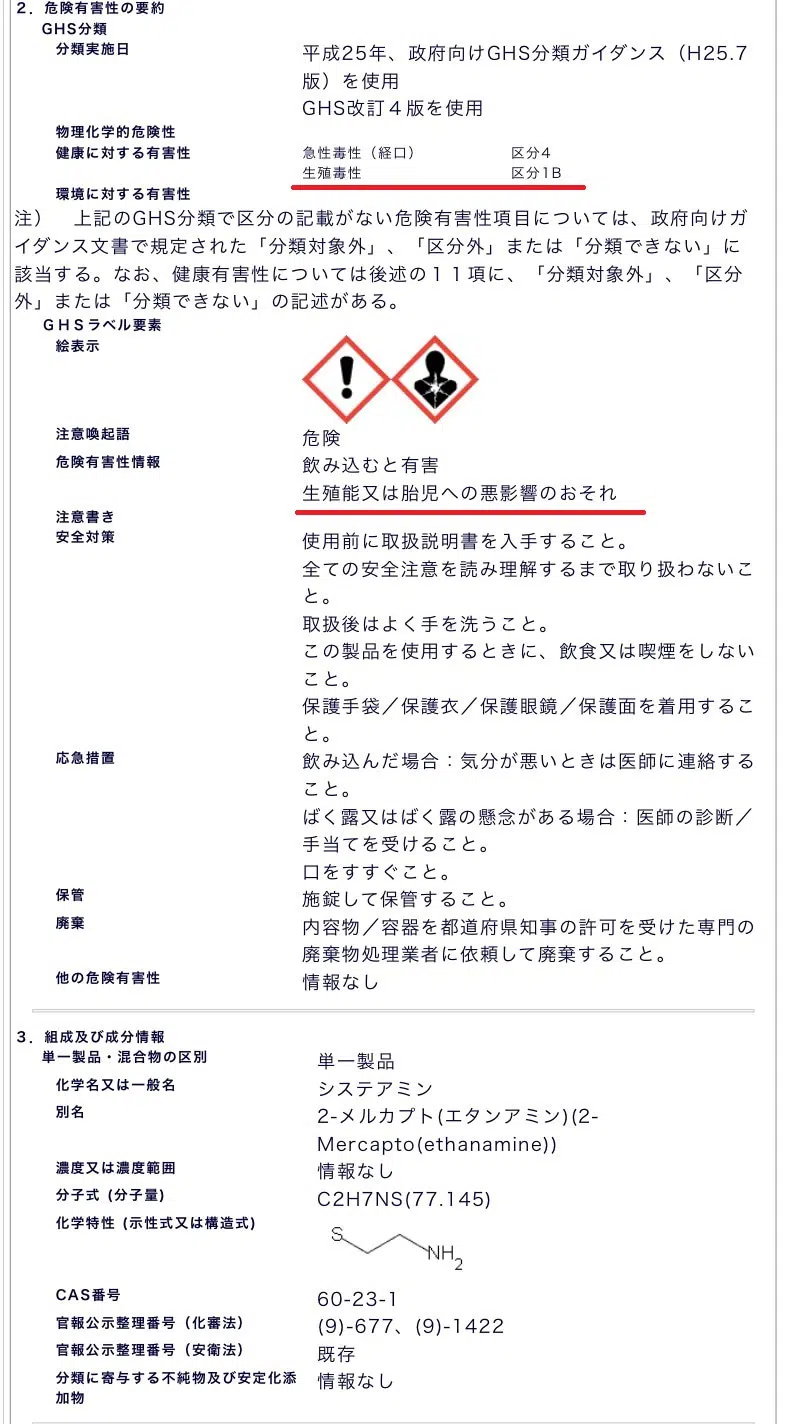 2．危険有害性の要約
GHS分類
分類実施日
平成25年、政府向けGHS分類ガイダンス（H25.7
版）を使用
GHS改訂４版を使用
物理化学的危険性
健康に対する有害性
急性毒性（経口）　区分4
生殖毒性　区分1B
環境に対する有害性
注）　上記のGHS分類で区分の記載がない危険有害性項目については、政府向けガ
イダンス文書で規定された「分類対象外」、「区分外」または「分類できない」に
該当する。なお、健康有害性については後述の１１項に、「分類対象外」、「区分
外」または「分類できない」の記述がある。
ＧＨＳラベル要素
絵表示
注意喚起語
危険
危険有害性情報
飲み込むと有害
生殖能又は胎児への悪影響のおそれ
注意書き
安全対策
使用前に取扱説明書を入手すること。
全ての安全注意を読み理解するまで取り扱わないこ
と。
取扱後はよく手を洗うこと。
この製品を使用するときに、飲食又は喫煙をしない
こと。
保護手袋／保護衣／保護眼鏡／保護面を着用するこ
と。
応急措置
飲み込んだ場合：気分が悪いときは医師に連絡する
こと。
ばく露又はばく露の懸念がある場合：医師の診断／
手当てを受けること。
口をすすぐこと。
保管
施錠して保管すること。
廃棄
内容物／容器を都道府県知事の許可を受けた専門の
廃棄物処理業者に依頼して廃棄すること。
他の危険有害性
情報なし
3．組成及び成分情報
単一製品・混合物の区別
単一製品
化学名又は一般名
システアミン
別名
2-メルカプト(エタンアミン)(2-
Mercapto(ethanamine))
濃度又は濃度範囲
情報なし
分子式 (分子量)
C2H7NS(77.145)
化学特性 (示性式又は構造式)
S
NH2
CAS番号
60-23-1
官報公示整理番号（化審法）
(9)-677、(9)-1422
官報公示整理番号（安衛法）
既存
分類に寄与する不純物及び安定化添
加物
情報なし